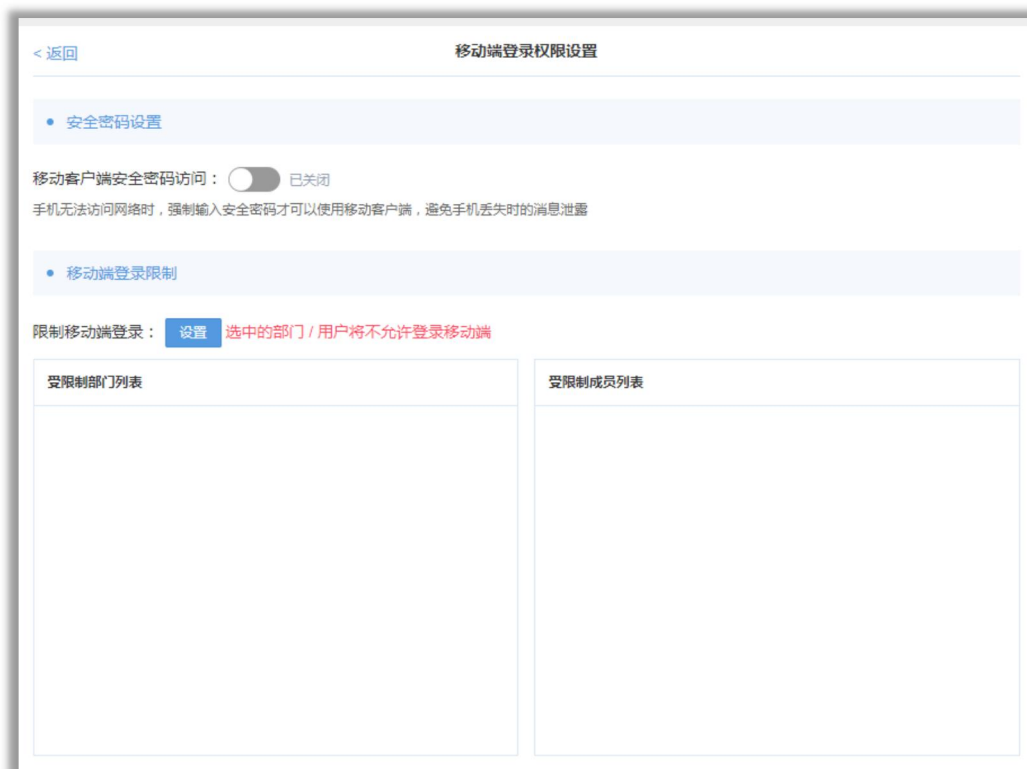 < 返回
移动端登录权限设置
安全密码设置
移动客户端安全密码访问： 已关闭
手机无法访问网络时，强制输入安全密码才可以使用移动客户端，避免手机丢失时的消息泄露
移动端登录限制
限制移动端登录： 设置 选中的部门 / 用户将不允许登录移动端
受限制部门列表
受限制成员列表